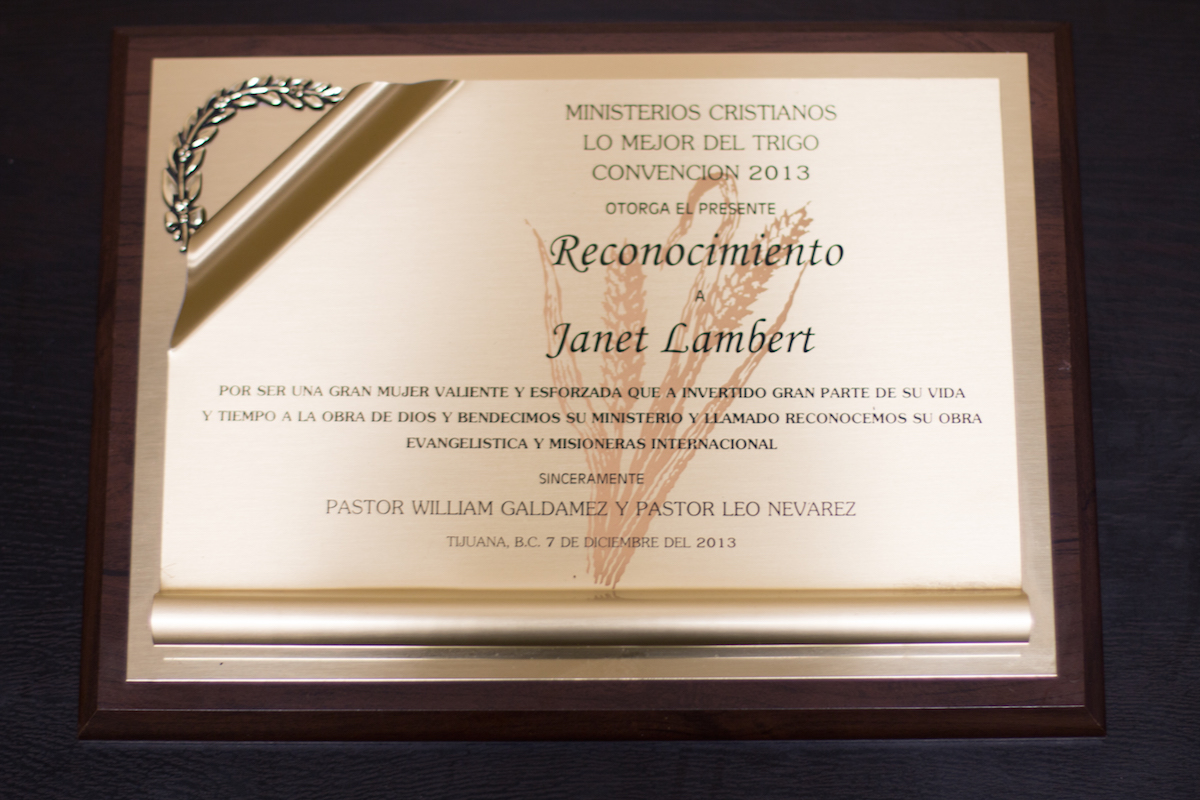 MINISTERIOS CRISTIANOS
LO MEJOR DEL TRIGO
CONVENCION 2013
OTORGA EL PRESENTE
Reconocimiento
A
Janet Lambert
POR SER UNA GRAN MUJER VALIENTE Y ESFORZADA QUE A INVERTIDO GRAN PARTE DE SU VIDA
Y TIEMPO A LA OBRA DE DIOS Y BENDECIMOS SU MINISTERIO Y LLAMADO RECONOCEMOS SU OBRA
EVANGELISTICA Y MISIONERAS INTERNACIONAL
SINCERAMENTE
PASTOR WILLIAM GALDAMEZ Y PASTOR LEO NEVAREZ
TIJUANA, B.C. 7 DE DICIEMBRE DEL 2013